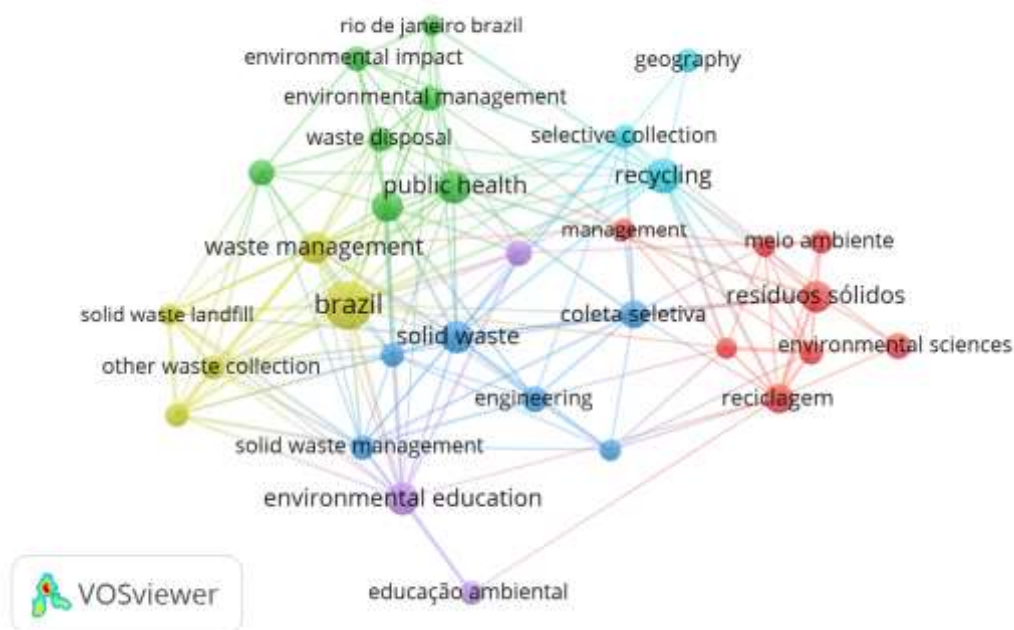 rio de janeiro brazil
environmental impact
geography
environmental management
waste disposal
selective collection
public health
recycling
management
meio ambiente
waste management
brazil
resíduos sólidos
solid waste landfill
coleta seletiva
solid waste
environmental sciences
other waste collection
engineering
reciclagem
solid waste management
environmental education
educação ambiental
VOSviewer